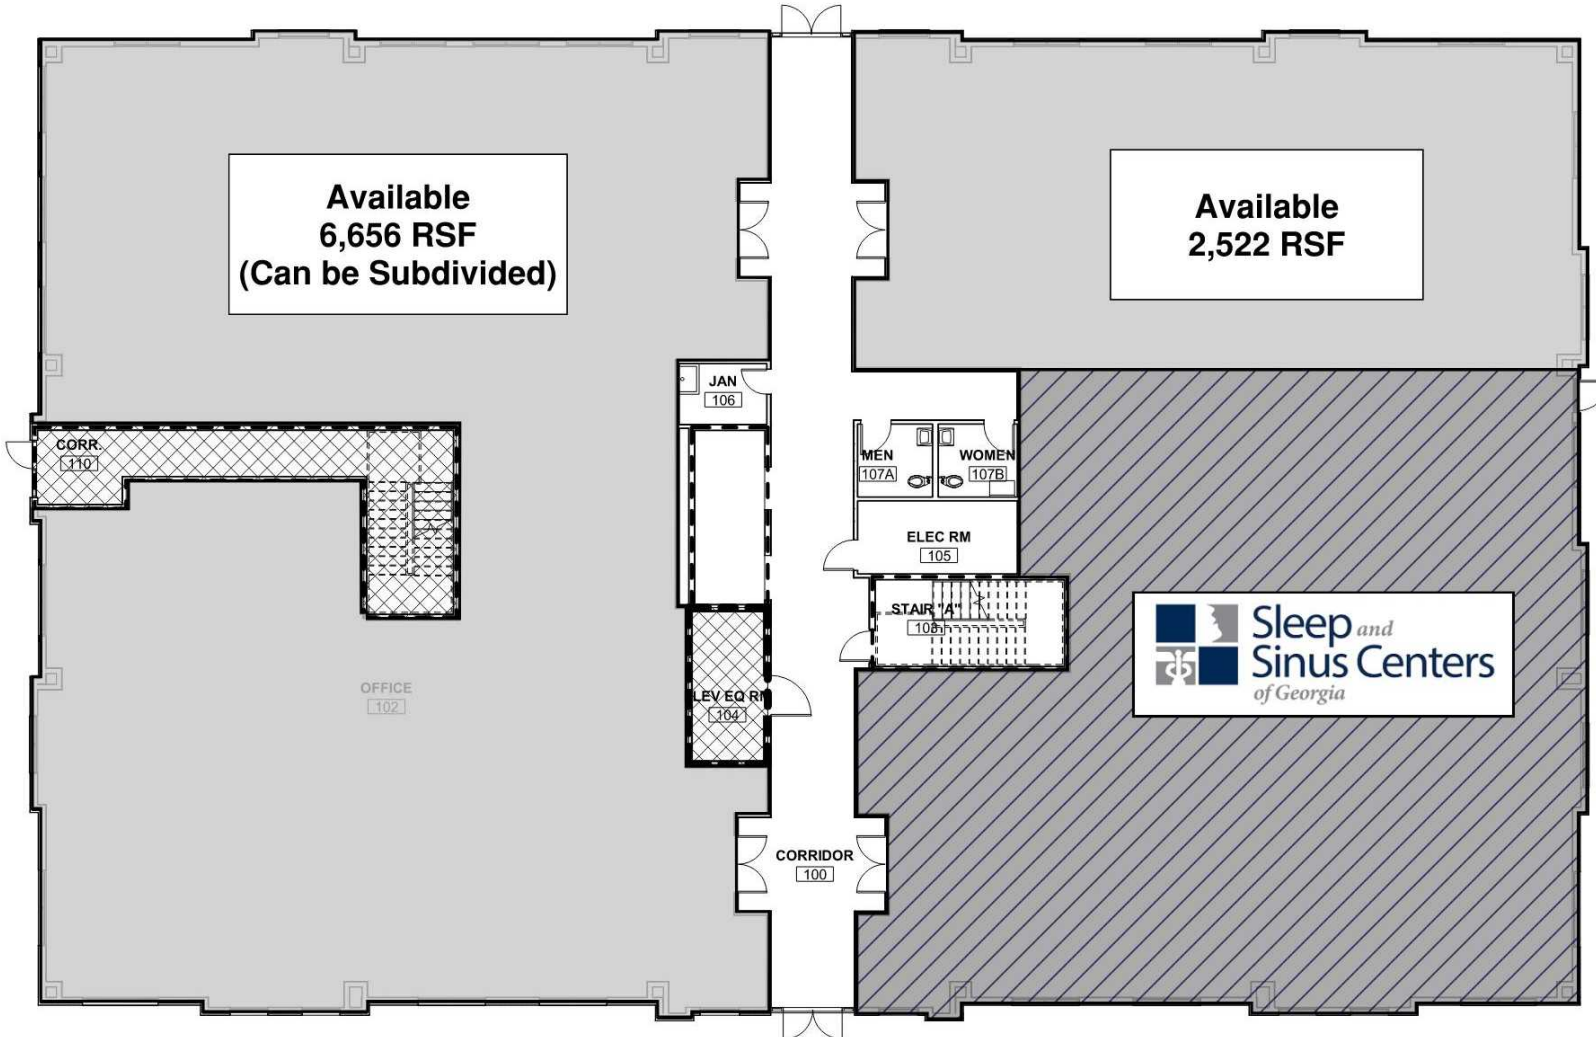 Available
6,656 RSF
(Can be Subdivided)
Available
2,522 RSF
JAN
106
CORR.
110
MEN
107A
WOMEN
107B
ELEC RM
105
STAIR "A"
103
Sleep and
Sinus Centers
of Georgia
OFFICE
102
LEV EQ RM
104
CORRIDOR
100